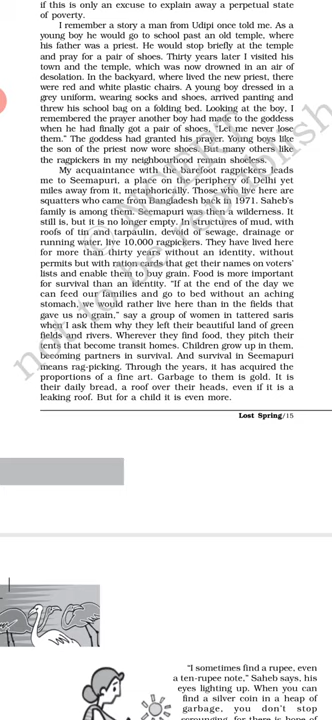 if this is only an excuse to explain away a perpetual state
of poverty.
I remember a story a man from Udipi once told me. As a
young boy he would go to school past an old temple, where
his father was a priest. He would stop briefly at the temple
and pray for a pair of shoes. Thirty years later I visited his
town and the temple, which was now drowned in an air of
desolation. In the backyard, where lived the new priest, there
were red and white plastic chairs. A young boy dressed in a
grey uniform, wearing socks and shoes, arrived panting and
threw his school bag on a folding bed. Looking at the boy, I
remembered the prayer another boy had made to the goddess
when he had finally got a pair of shoes, “Let me never lose
them.” The goddess had granted his prayer. Young boys like
the son of the priest now wore shoes. But many others like
the ragpickers in my neighbourhood remain shoeless.
My acquaintance with the barefoot ragpickers leads
me to Seemapuri, a place on the periphery of Delhi yet
miles away from it, metaphorically. Those who live here are
squatters who came from Bangladesh back in 1971. Saheb’s
family is among them. Seemapuri was then a wilderness. It
still is, but it is no longer empty. In structures of mud, with
roofs of tin and tarpaulin, devoid of sewage, drainage or
running water, live 10,000 ragpickers. They have lived here
for more than thirty years without an identity, without
permits but with ration cards that get their names on voters’
lists and enable them to buy grain. Food is more important
for survival than an identity. “If at the end of the day we
can feed our families and go to bed without an aching
stomach, we would rather live here than in the fields that
gave us no grain,” say a group of women in tattered saris
when I ask them why they left their beautiful land of green
fields and rivers. Wherever they find food, they pitch their
tents that become transit homes. Children grow up in them,
becoming partners in survival. And survival in Seemapuri
means rag-picking. Through the years, it has acquired the
proportions of a fine art. Garbage to them is gold. It is
their daily bread, a roof over their heads, even if it is a
leaking roof. But for a child it is even more.
Lost Spring/15
“I sometimes find a rupee, even
a ten-rupee note,” Saheb says, his
eyes lighting up. When you can
find a silver coin in a heap of
garbage, you don’t stop
scrounging, for there is hope of